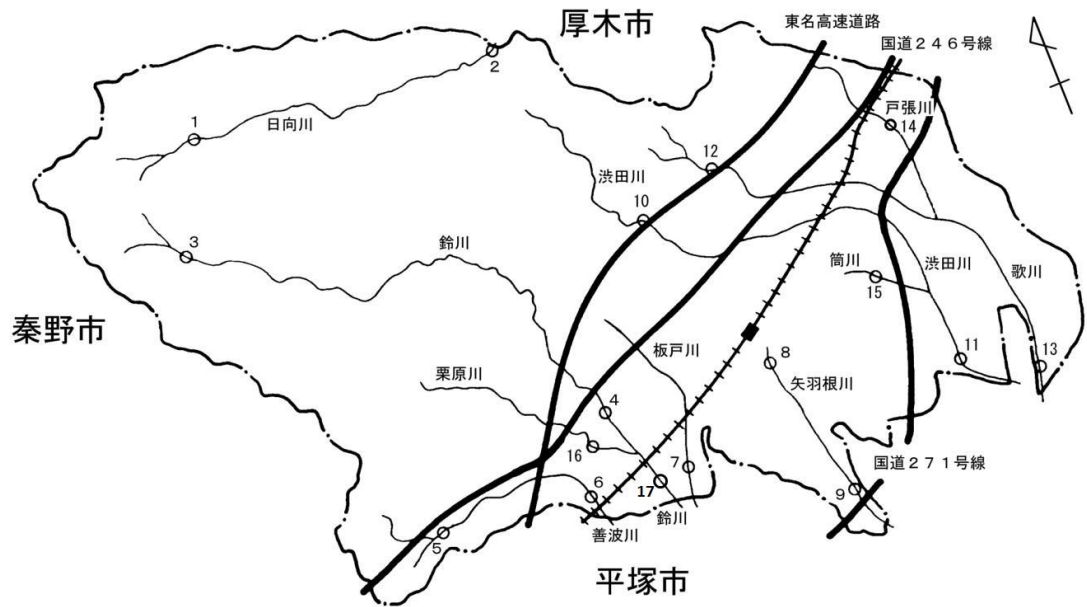 厚木市
東名高速道路
国道246号線
2
戸張川
14
1
日向川
12
渋田川
10
3
鈴川
筒川
15
渋田川
歌川
秦野市
板戸川
8
11
13
栗原川
矢羽根川
4
16
7
国道271号線
6
17
9
鈴川
5
善波川
平塚市